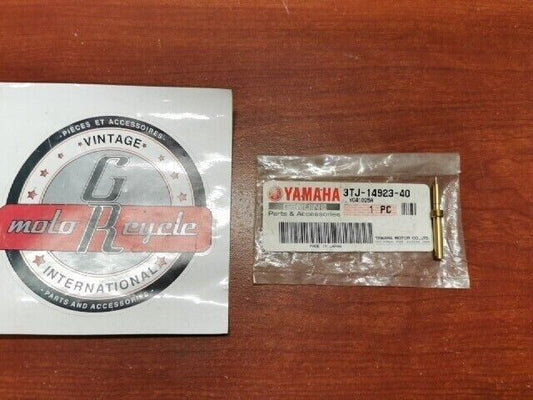 PIÈCES ET ACCESSOIRES
•VINTAGE•
G
moto Recycle
INTERNATIONAL
PARTS AND ACCESSORIES
YAMAHA
GENUINE
Parts & Accessories
3TJ-14923-40
1 PC
MADE IN JAPAN
YAMAHA MOTOR CO.,LTD.